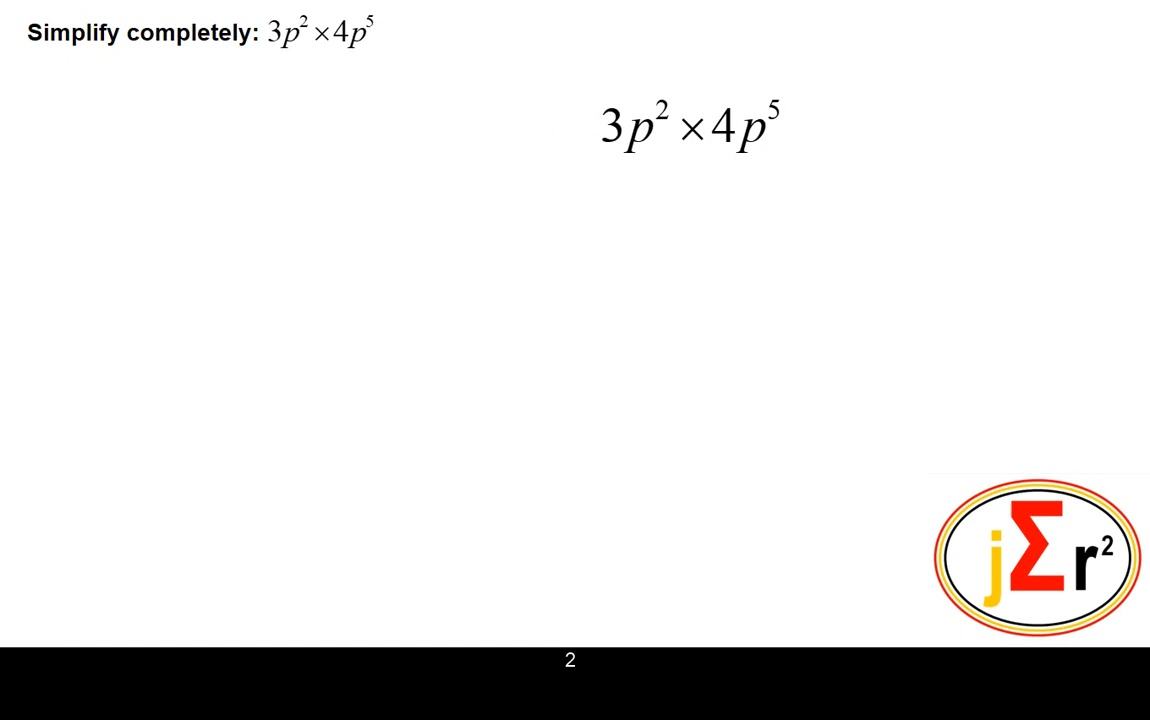 Simplify completely: 3p² × 4p⁵
3p² × 4p⁵
jΣr²
2